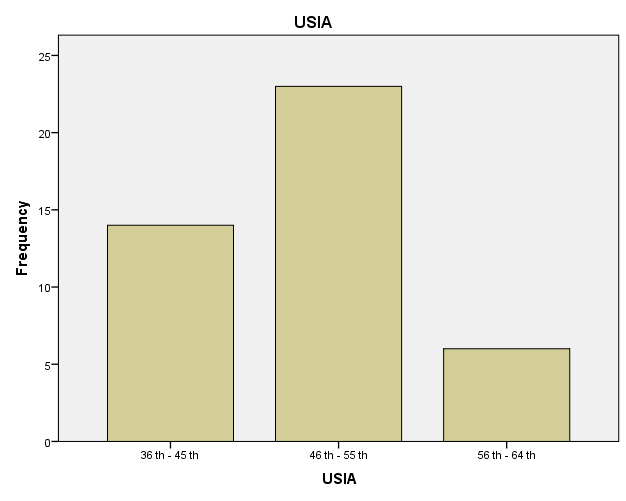 USIA
Frequency
25
20
15
10
5
0
36 th - 45 th
46 th - 55 th
56 th - 64 th
USIA